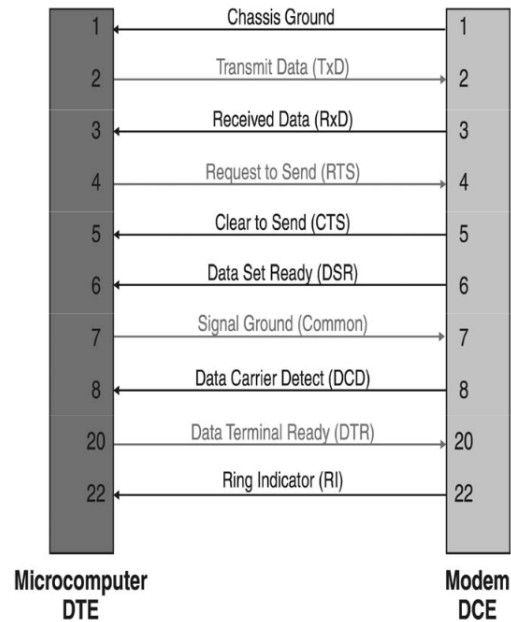 1 Chassis Ground 1
2 Transmit Data (TxD) 2
3 Received Data (RxD) 3
4 Request to Send (RTS) 4
5 Clear to Send (CTS) 5
6 Data Set Ready (DSR) 6
7 Signal Ground (Common) 7
8 Data Carrier Detect (DCD) 8
20 Data Terminal Ready (DTR) 20
22 Ring Indicator (RI) 22
Microcomputer Modem
DTE DCE